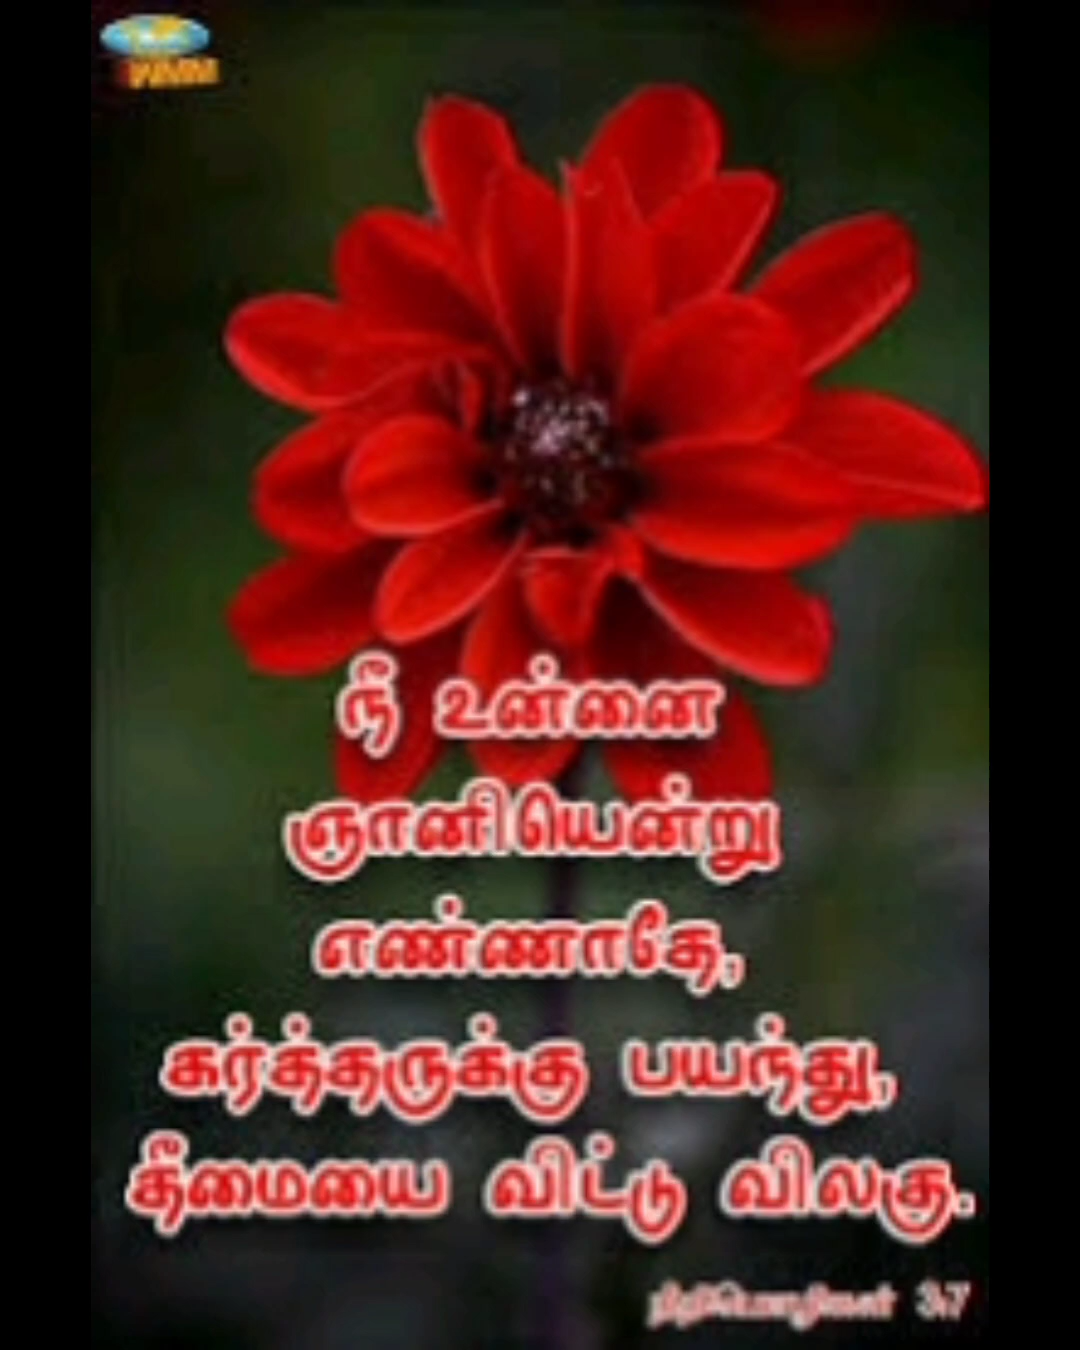 நீ உன்னை
ஞானியென்று
எண்ணாதே,
கர்த்தருக்கு பயந்து,
தீமையை விட்டு விலகு.
நீதிமொழிகள் 3:7